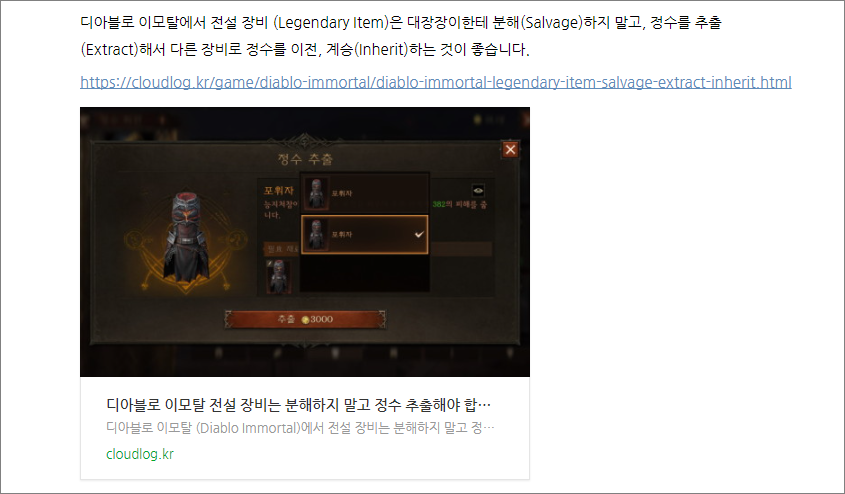 디아블로 이모탈에서 전설 장비 (Legendary Item)은 대장장이한테 분해(Salvage)하지 말고, 정수를 추출
(Extract)해서 다른 장비로 정수를 이전, 계승(Inherit)하는 것이 좋습니다.
https://cloudlog.kr/game/diablo-immortal/diablo-immortal-legendary-item-salvage-extract-inherit.html
정수 추출
포휘자
포휘자
382의 피해를 줍
니다.
포휘자
추출 3000
디아블로 이모탈 전설 장비는 분해하지 말고 정수 추출해야 합…
디아블로 이모탈 (Diablo Immortal)에서 전설 장비는 분해하지 말고 정…
cloudlog.kr